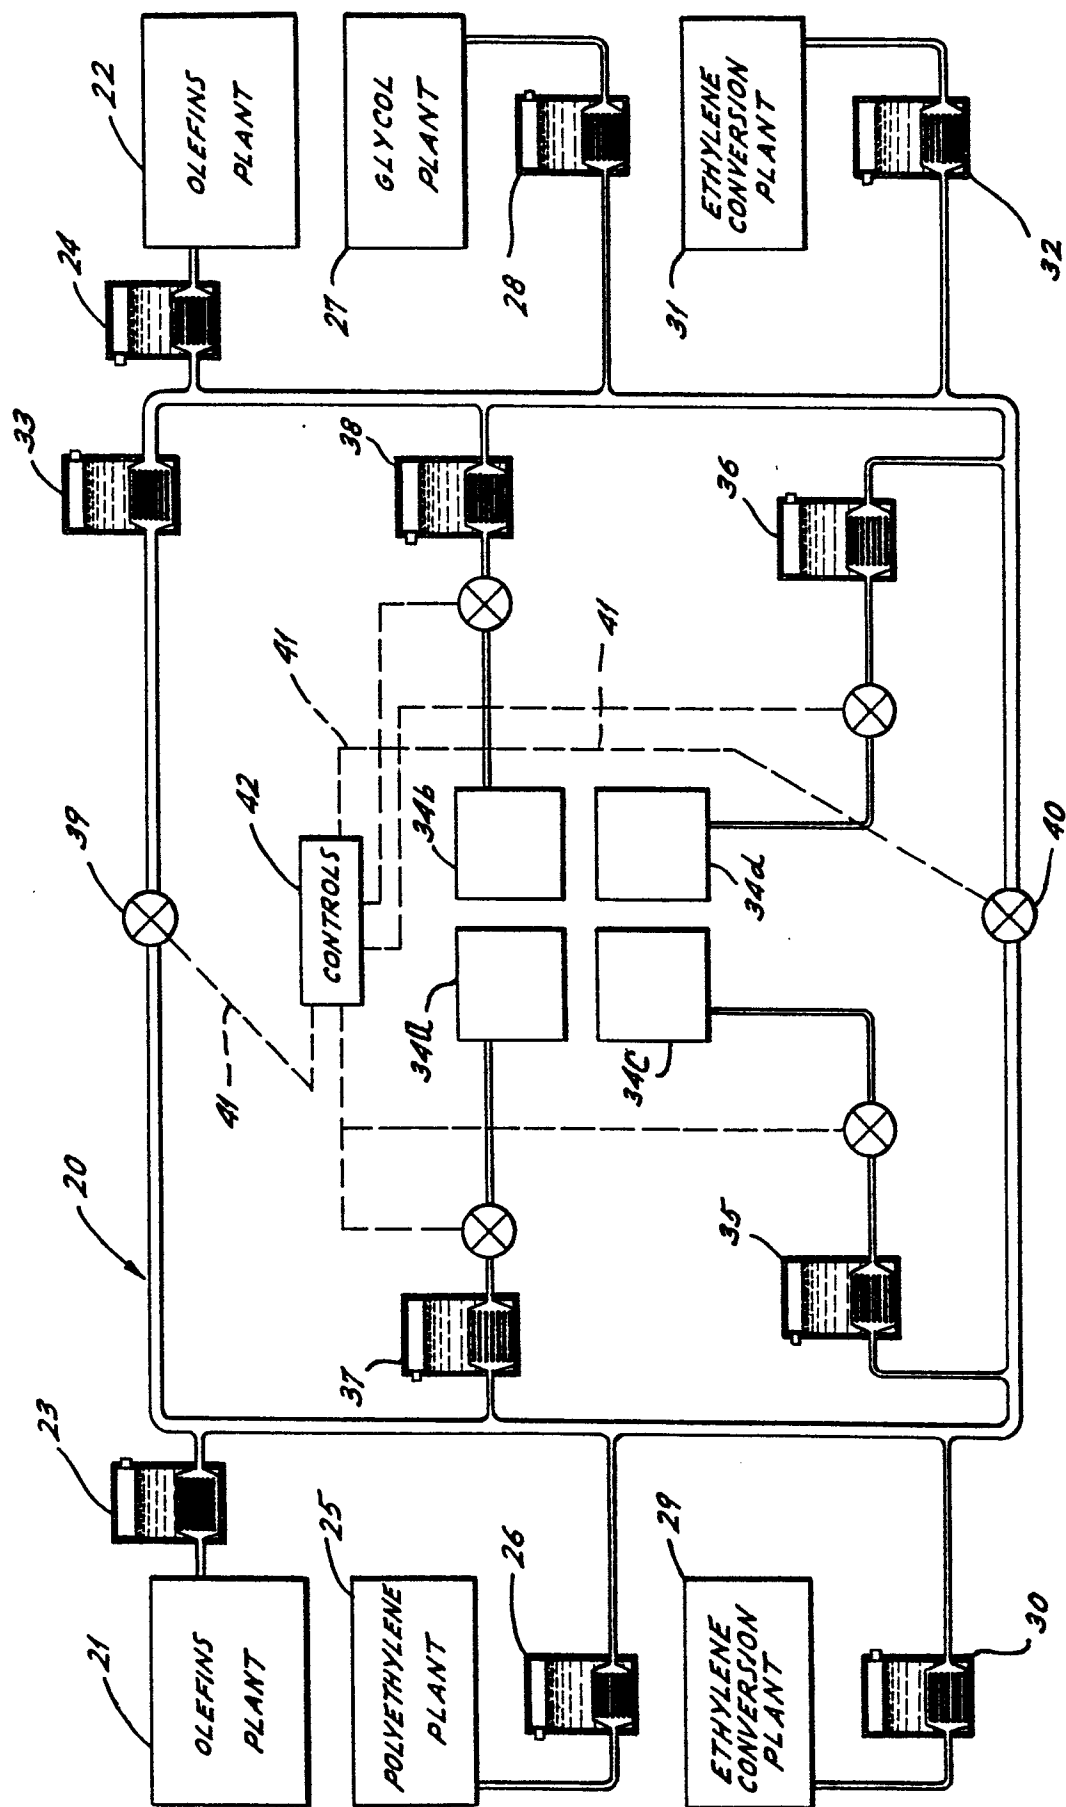 21
OLEFINS
PLANT
23
20
39
33
24
22
OLEFINS
PLANT
41
42
CONTROLS
41
38
27
GLYCOL
PLANT
25
POLYETHYLENE
PLANT
37
34a
34b
41
28
26
34c
34d
36
31
ETHYLENE
CONVERSION
PLANT
29
ETHYLENE
CONVERSION
PLANT
35
30
40
32